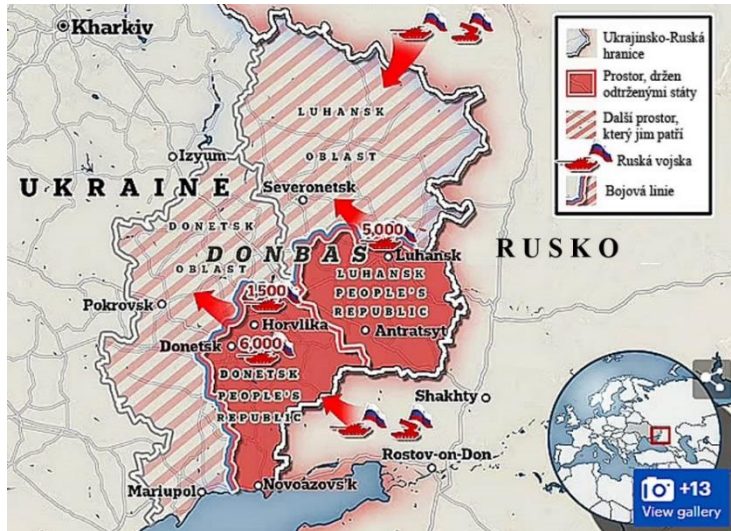 Kharkiv
Ukrajinsko-Ruská
hranice
Prostor, držen
odtrženými státy
Další prostor,
který jim patří
Ruská vojska
Bojová linie
LUHANSK
OBLAST
Izyum
UKRAINE
Severonetsk
DONETSK
OBLAST
DONBAS
5,000
Luhansk
RUSKO
LUHANSK
PEOPLE'S
REPUBLIC
Pokrovsk
1,500
Horvlika
Antratsyt
Donetsk
6,000
DONETSK
PEOPLE'S
REPUBLIC
Shakhty
Rostov-on-Don
Mariupol
Novoazovs'k
+13
View gallery